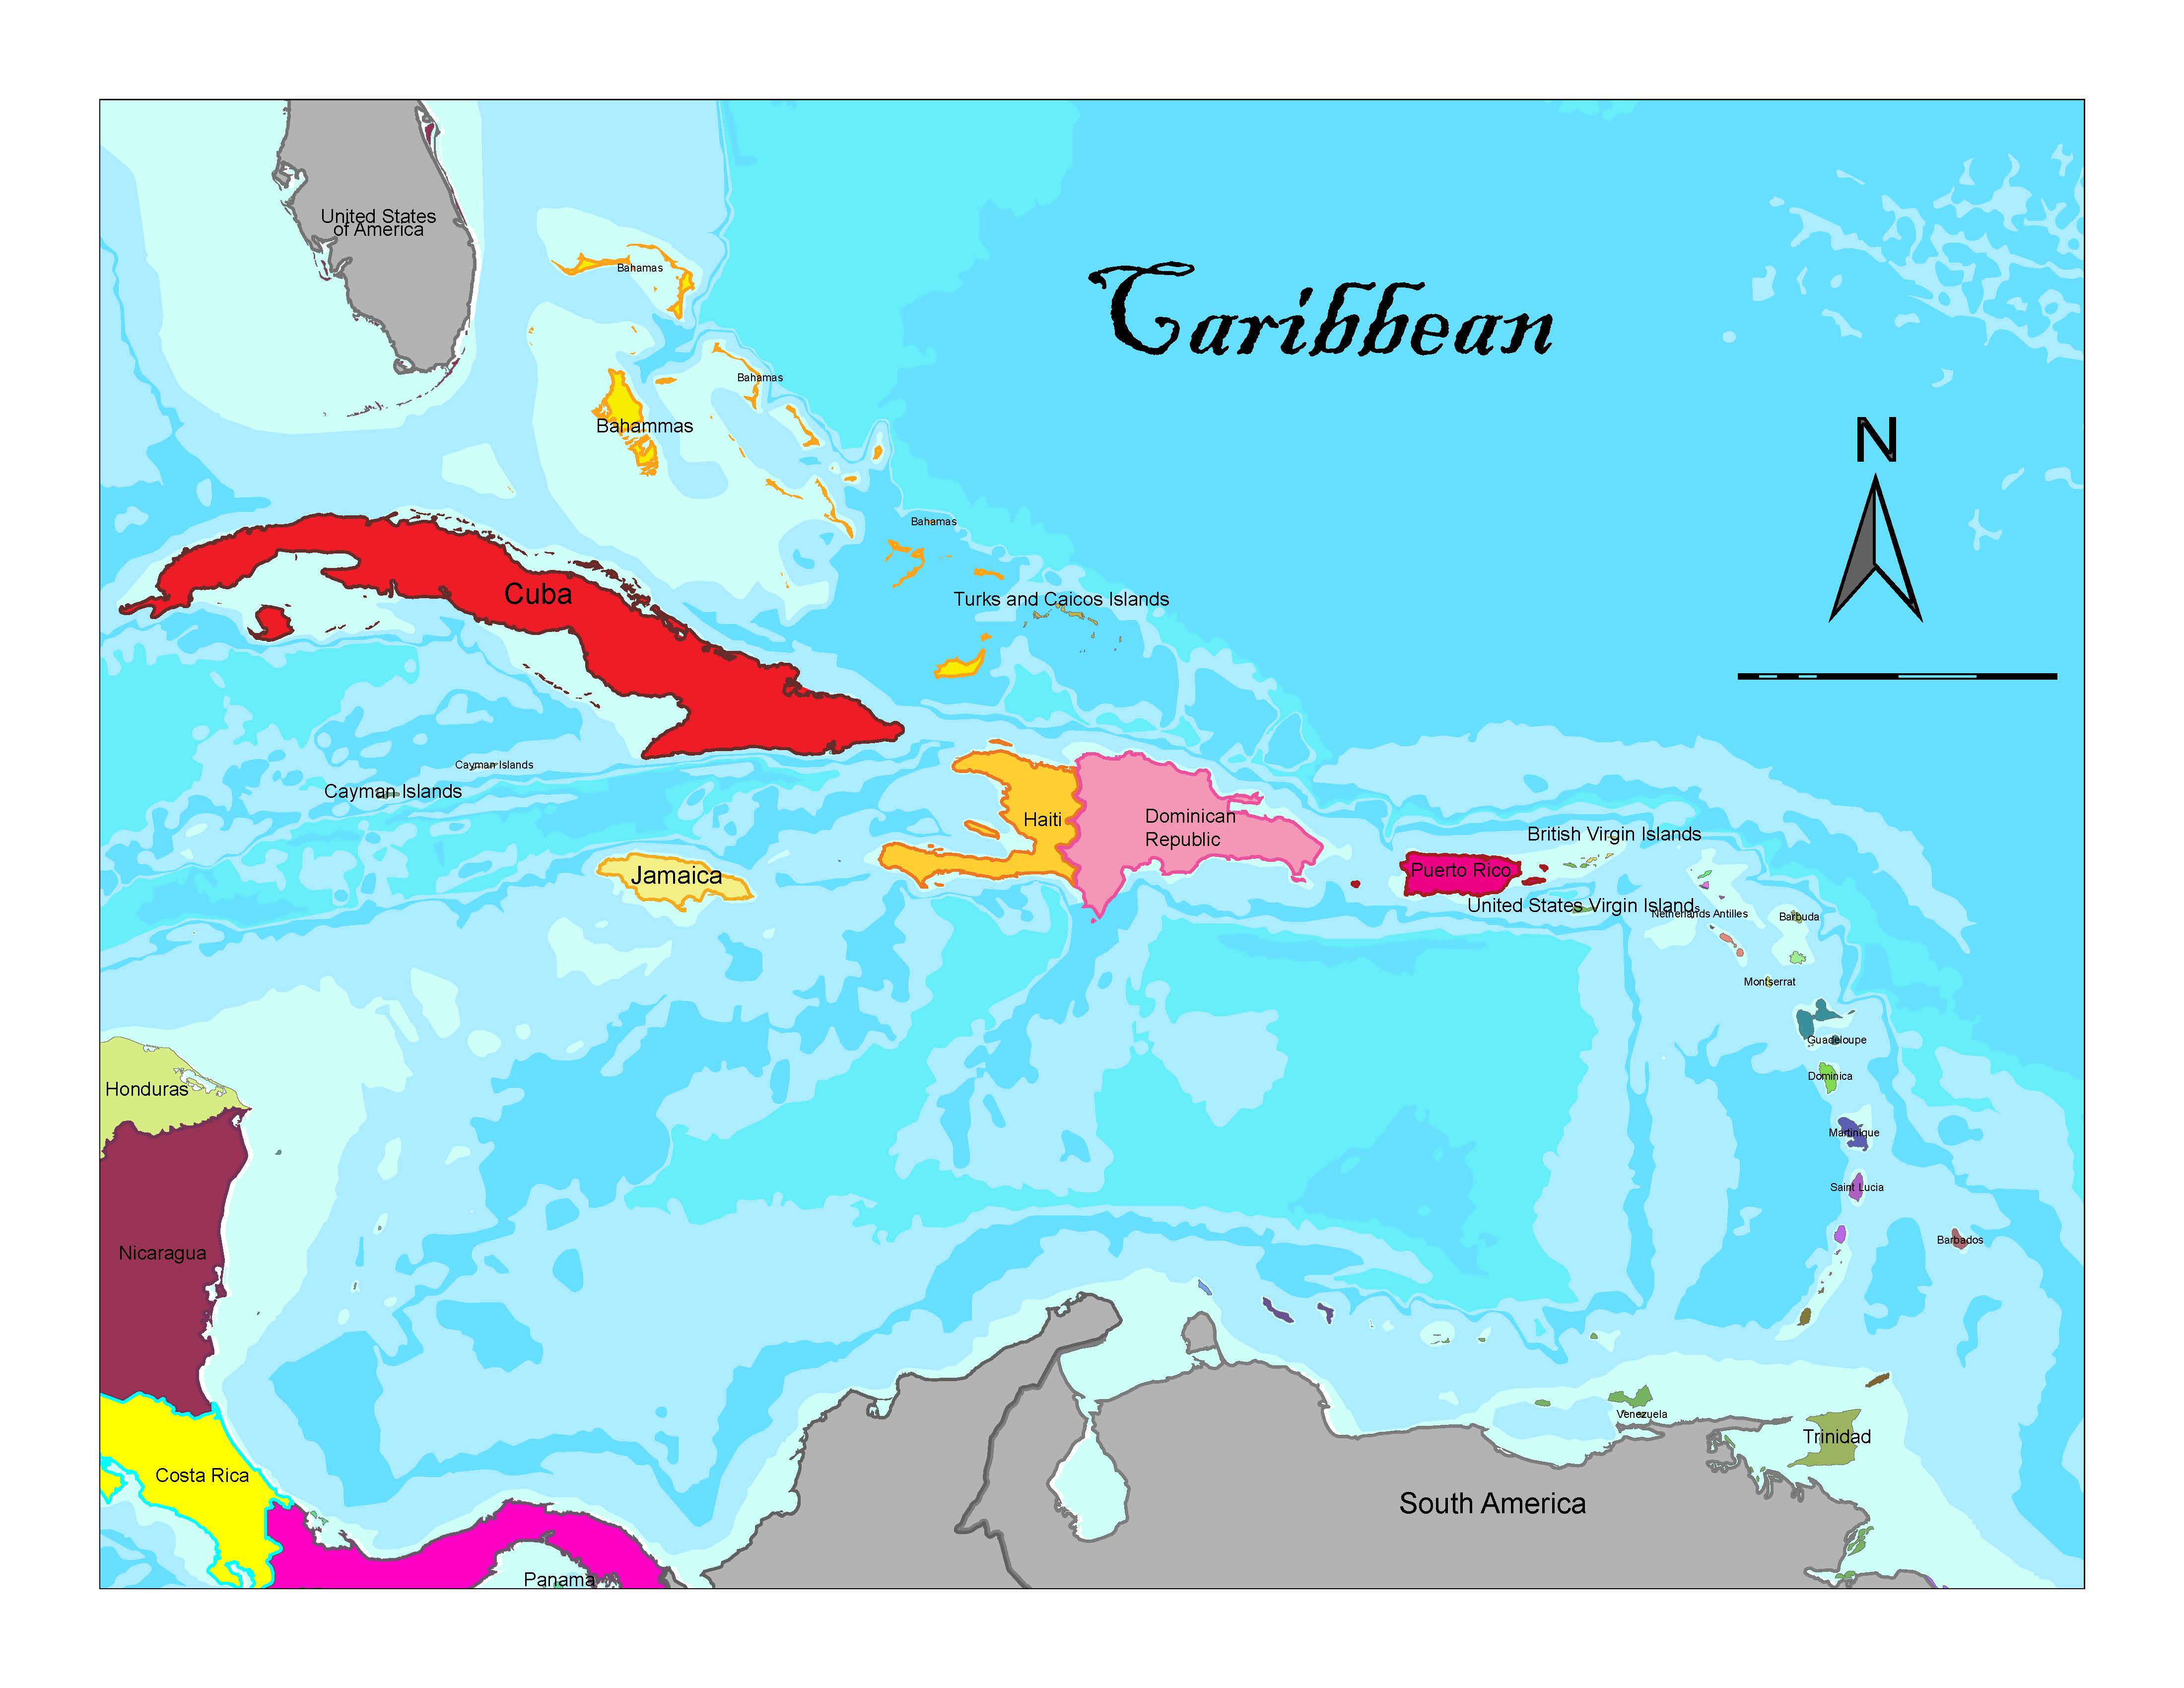 United States
of America
Bahamas
Caribbean
Bahamas
Bahammas
N
Bahamas
Cuba
Turks and Caicos Islands
Cayman Islands
Cayman Islands
Haiti
Dominican
Republic
British Virgin Islands
Jamaica
Puerto Rico
United States Virgin Islands
Netherlands Antilles
Barbuda
Montserrat
Guadeloupe
Dominica
Honduras
Martinique
Saint Lucia
Barbados
Nicaragua
Venezuela
Trinidad
Costa Rica
South America
Panama